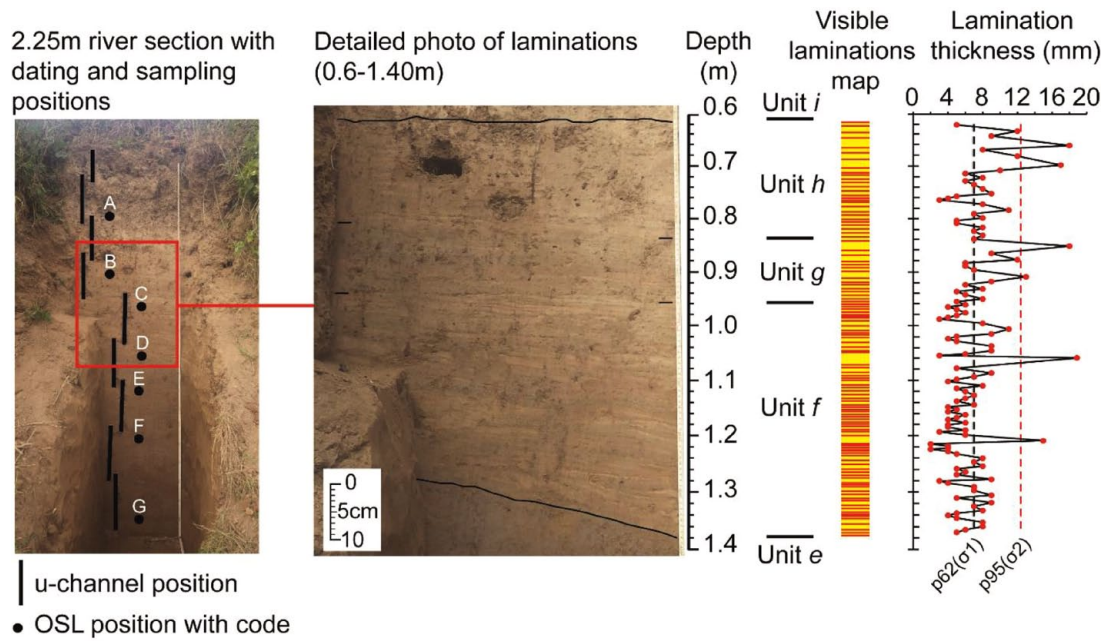 2.25m river section with
dating and sampling
positions
A
B
C
D
E
F
G
u-channel position
OSL position with code
Detailed photo of laminations
(0.6-1.40m)
0
5cm
10
Depth
(m)
0.6
0.7
0.8
0.9
1.0
1.1
1.2
1.3
1.4
Unit i
Unit h
Unit g
Unit f
Unit e
Visible
laminations
map
Lamination
thickness (mm)
0 4 8 12 16 20
p62(σ1)
p95(σ2)